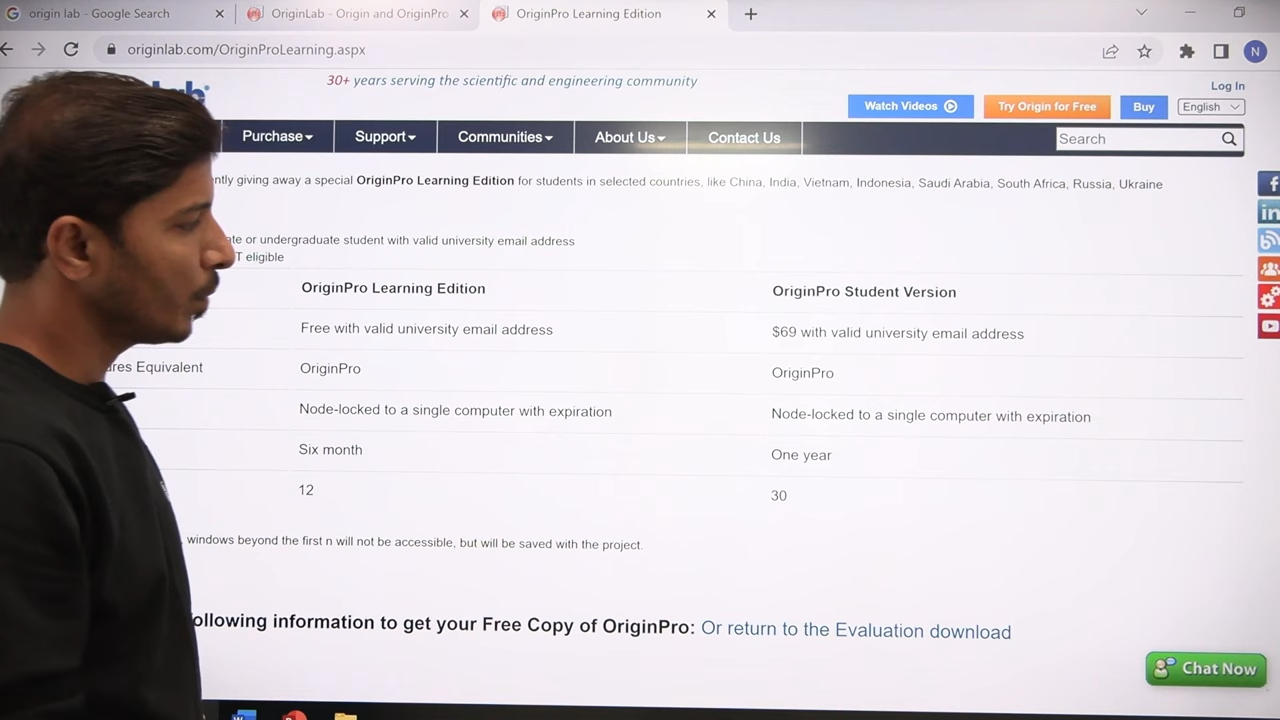 origin lab - Google Search
OriginLab - Origin and OriginPro
OriginPro Learning Edition
originlab.com/OriginProLearning.aspx
N
30+ years serving the scientific and engineering community
Log In
Watch Videos
Try Origin for Free
Buy
English
Purchase
Support
Communities
About Us
Contact Us
Search
giving away a special OriginPro Learning Edition for students in selected countries, like China, India, Vietnam, Indonesia, Saudi Arabia, South Africa, Russia, Ukraine
or undergraduate student with valid university email address
eligible
OriginPro Learning Edition
OriginPro Student Version
Free with valid university email address
$69 with valid university email address
Equivalent
OriginPro
OriginPro
Node-locked to a single computer with expiration
Node-locked to a single computer with expiration
Six month
One year
12
30
windows beyond the first n will not be accessible, but will be saved with the project.
following information to get your Free Copy of OriginPro: Or return to the Evaluation download
Chat Now